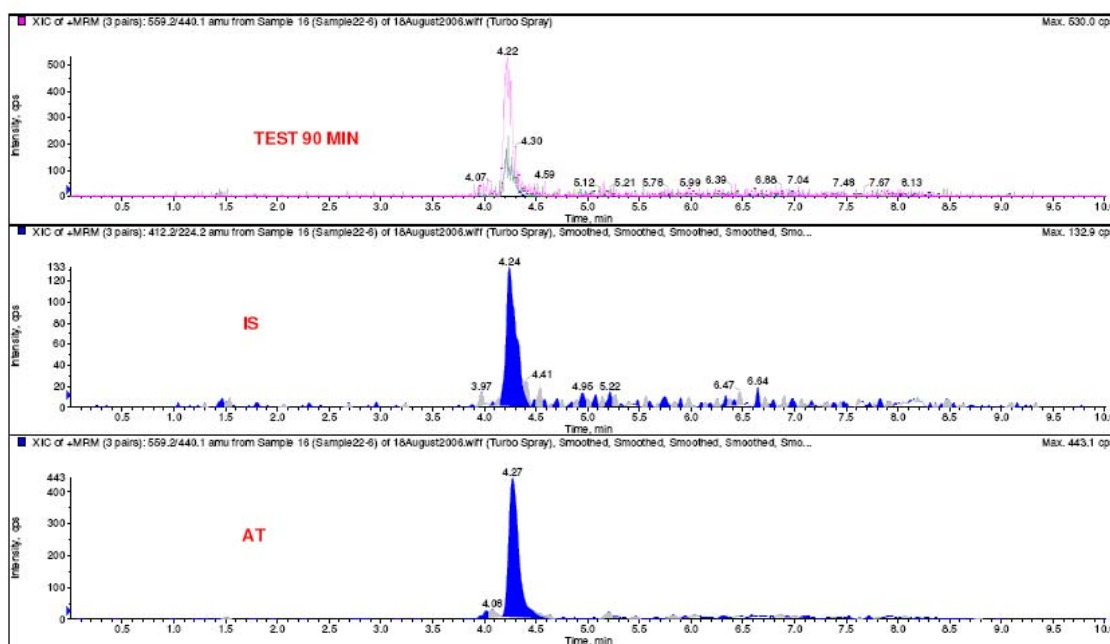 XIC of +MRM (3 pairs): 559.2/440.1 amu from Sample 16 (Sample22-6) of 18August2006.wiff (Turbo Spray) Max. 530.0 cp
Intensity, cps
500
400
300
200
100
0
4.22
4.30
4.07 4.59 5.12 5.21 5.78 5.99 6.39 6.88 7.04 7.48 7.67 8.13
TEST 90 MIN
0.5 1.0 1.5 2.0 2.5 3.0 3.5 4.0 4.5 5.0 5.5 6.0 6.5 7.0 7.5 8.0 8.5 9.0 9.5 10.0
Time, min
XIC of +MRM (3 pairs): 412.2/224.2 amu from Sample 16 (Sample22-6) of 18August2006.wiff (Turbo Spray), Smoothed, Smoothed, Smoothed, Smoothed, Smo... Max. 132.9 cp
Intensity, cps
133
120
100
80
60
40
20
0
4.24
IS
3.97 4.41 4.95 5.22 6.47 6.64
0.5 1.0 1.5 2.0 2.5 3.0 3.5 4.0 4.5 5.0 5.5 6.0 6.5 7.0 7.5 8.0 8.5 9.0 9.5 10.0
Time, min
XIC of +MRM (3 pairs): 559.2/440.1 amu from Sample 16 (Sample22-6) of 18August2006.wiff (Turbo Spray), Smoothed, Smoothed, Smoothed, Smoothed, Smo... Max. 443.1 cp
Intensity, cps
443
400
300
200
100
0
4.27
AT
4.08
0.5 1.0 1.5 2.0 2.5 3.0 3.5 4.0 4.5 5.0 5.5 6.0 6.5 7.0 7.5 8.0 8.5 9.0 9.5 10.0
Time, min